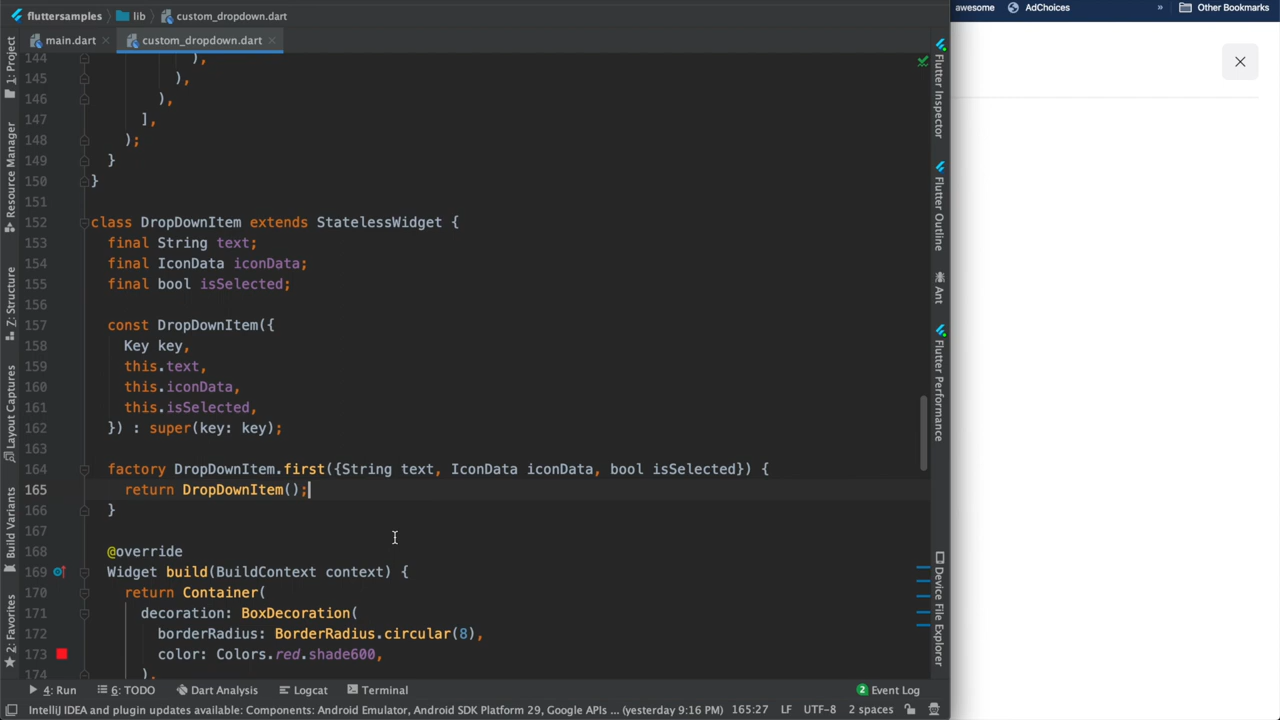 fluttersamples lib custom_dropdown.dart
awesome AdChoices » Other Bookmarks
main.dart custom_dropdown.dart
1: Project
Resource Manager
Z: Structure
Layout Captures
Build Variants
2: Favorites
144 ),
145 ),
146 ),
147 ],
148 );
149 }
150 }
151
152 class DropDownItem extends StatelessWidget {
153 final String text;
154 final IconData iconData;
155 final bool isSelected;
156
157 const DropDownItem({
158 Key key,
159 this.text,
160 this.iconData,
161 this.isSelected,
162 }) : super(key: key);
163
164 factory DropDownItem.first({String text, IconData iconData, bool isSelected}) {
165 return DropDownItem();
166 }
167
168 @override
169 Widget build(BuildContext context) {
170 return Container(
171 decoration: BoxDecoration(
172 borderRadius: BorderRadius.circular(8),
173 color: Colors.red.shade600,
174 ),
Flutter Inspector
Flutter Outline
Ant
Flutter Performance
Device File Explorer
4: Run 6: TODO Dart Analysis Logcat Terminal 2 Event Log
IntelliJ IDEA and plugin updates available: Components: Android Emulator, Android SDK Platform 29, Google APIs ... (yesterday 9:16 PM) 165:27 LF UTF-8 2 spaces